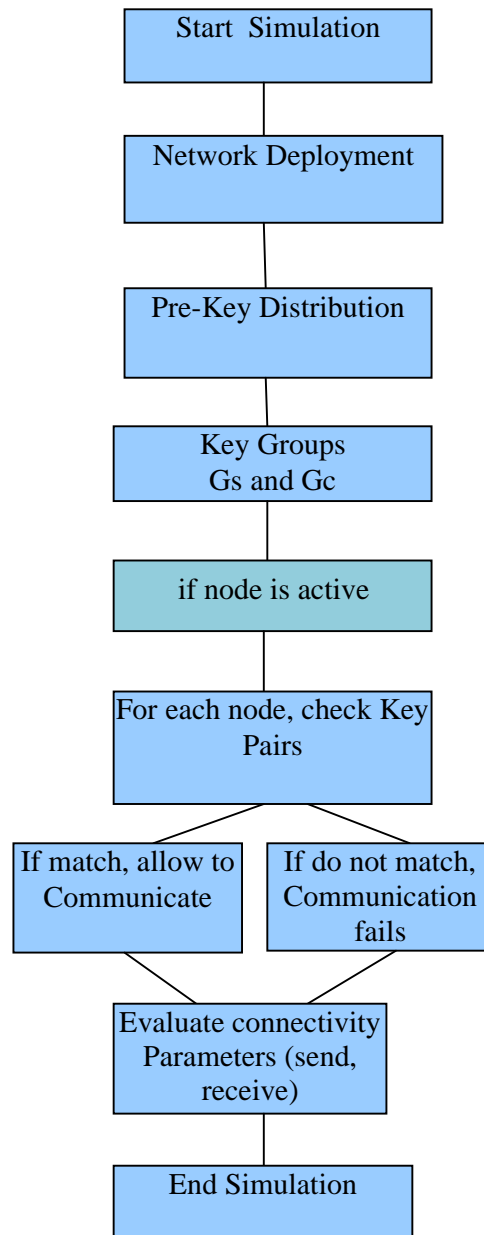 Start Simulation
Network Deployment
Pre-Key Distribution
Key Groups
Gs and Gc
if node is active
For each node, check Key
Pairs
If match, allow to
Communicate
If do not match,
Communication
fails
Evaluate connectivity
Parameters (send,
receive)
End Simulation